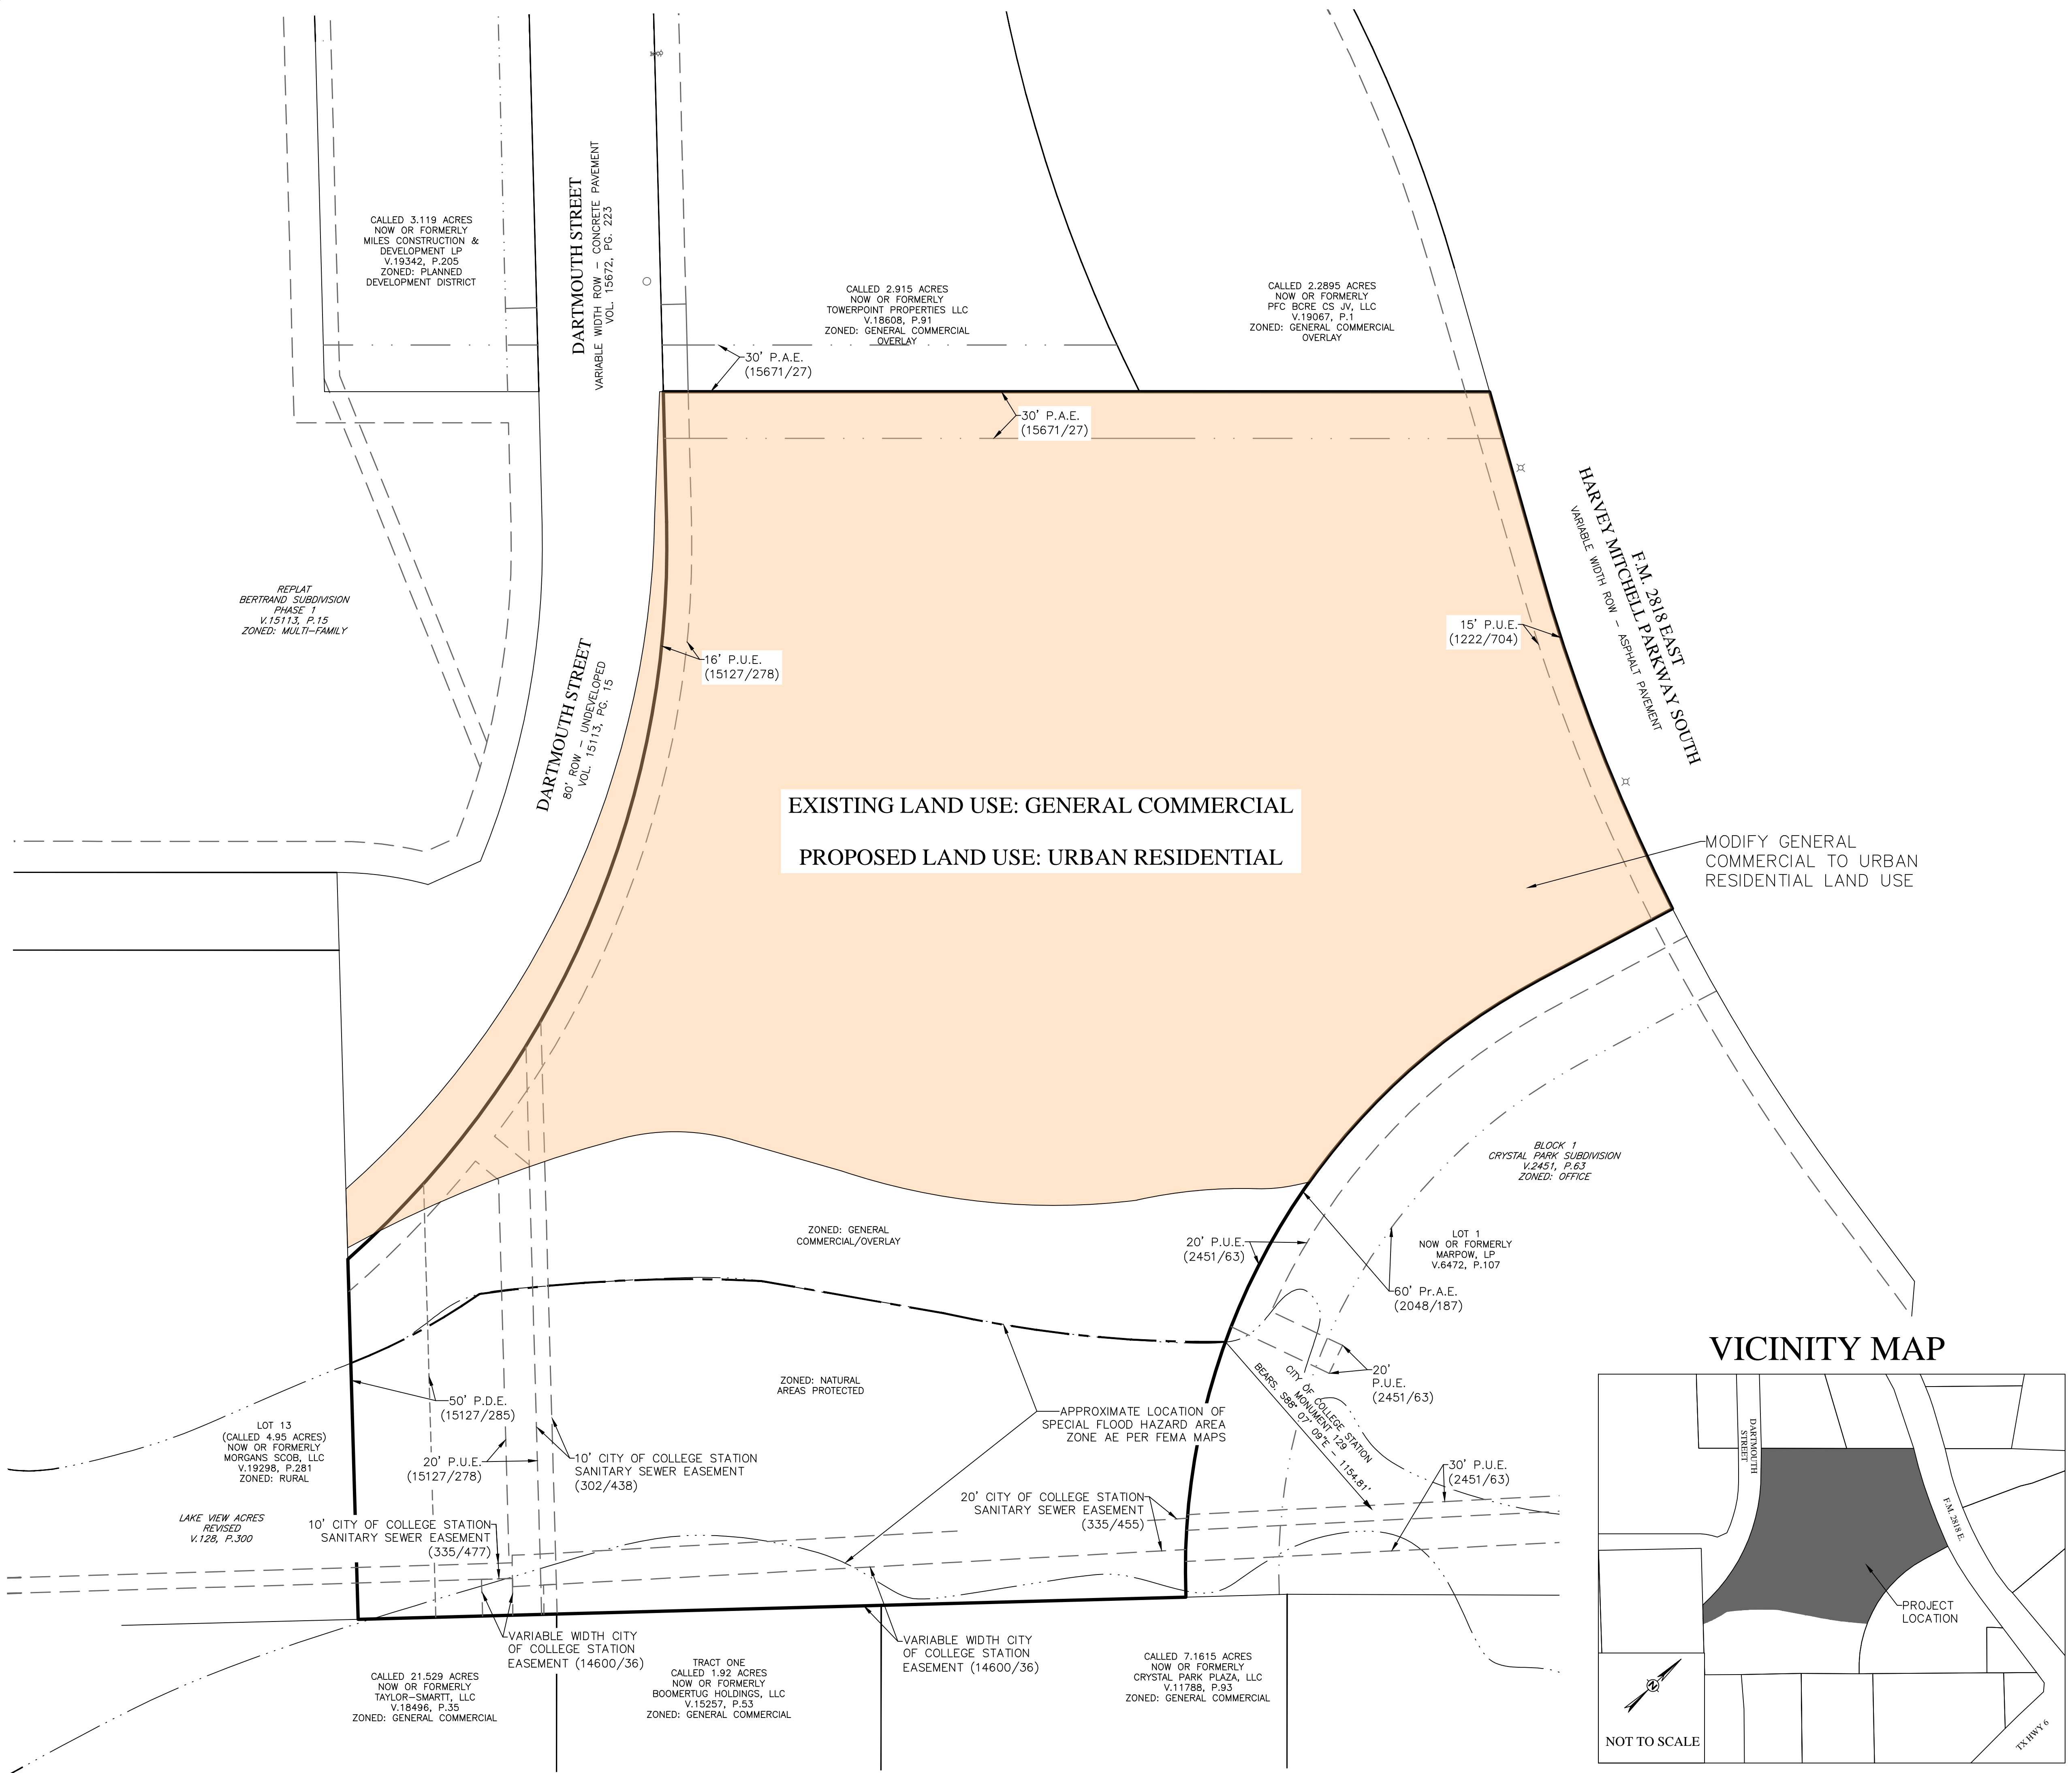 CALLED 3.119 ACRES
NOW OR FORMERLY
MILES CONSTRUCTION &
DEVELOPMENT LP
V.19342, P.205
ZONED: PLANNED
DEVELOPMENT DISTRICT
DARTMOUTH STREET
VARIABLE WIDTH ROW - CONCRETE PAVEMENT
VOL. 15672, PG. 223
CALLED 2.915 ACRES
NOW OR FORMERLY
TOWERPOINT PROPERTIES LLC
V.18608, P.91
ZONED: GENERAL COMMERCIAL
OVERLAY
CALLED 2.2895 ACRES
NOW OR FORMERLY
PFC BCRE CS JV, LLC
V.19067, P.1
ZONED: GENERAL COMMERCIAL
OVERLAY
30' P.A.E.
(15671/27)
30' P.A.E.
(15671/27)
F.M. 2818 EAST
HARVEY MITCHELL PARKWAY SOUTH
VARIABLE WIDTH ROW - ASPHALT PAVEMENT
REPLAT
BERTRAND SUBDIVISION
PHASE 1
V.15113, P.15
ZONED: MULTI-FAMILY
15' P.U.E.
(1222/704)
16' P.U.E.
(15127/278)
DARTMOUTH STREET
80' ROW - UNDEVELOPED
VOL. 15113, PG. 15
EXISTING LAND USE: GENERAL COMMERCIAL
PROPOSED LAND USE: URBAN RESIDENTIAL
MODIFY GENERAL
COMMERCIAL TO URBAN
RESIDENTIAL LAND USE
BLOCK 1
CRYSTAL PARK SUBDIVISION
V.2451, P.63
ZONED: OFFICE
ZONED: GENERAL
COMMERCIAL/OVERLAY
20' P.U.E.
(2451/63)
LOT 1
NOW OR FORMERLY
MARPOW, LP
V.6472, P.107
60' Pr.A.E.
(2048/187)
ZONED: NATURAL
AREAS PROTECTED
20'
P.U.E.
(2451/63)
CITY OF COLLEGE STATION
MONUMENT 129
BEARS. S88° 07' 09"E - 1154.81'
50' P.D.E.
(15127/285)
APPROXIMATE LOCATION OF
SPECIAL FLOOD HAZARD AREA
ZONE AE PER FEMA MAPS
LOT 13
(CALLED 4.95 ACRES)
NOW OR FORMERLY
MORGANS SCOB, LLC
V.19298, P.281
ZONED: RURAL
20' P.U.E.
(15127/278)
10' CITY OF COLLEGE STATION
SANITARY SEWER EASEMENT
(302/438)
30' P.U.E.
(2451/63)
20' CITY OF COLLEGE STATION
SANITARY SEWER EASEMENT
(335/455)
LAKE VIEW ACRES
REVISED
V.128, P.300
10' CITY OF COLLEGE STATION
SANITARY SEWER EASEMENT
(335/477)
VARIABLE WIDTH CITY
OF COLLEGE STATION
EASEMENT (14600/36)
VARIABLE WIDTH CITY
OF COLLEGE STATION
EASEMENT (14600/36)
CALLED 21.529 ACRES
NOW OR FORMERLY
TAYLOR-SMARTT, LLC
V.18496, P.35
ZONED: GENERAL COMMERCIAL
TRACT ONE
CALLED 1.92 ACRES
NOW OR FORMERLY
BOOMERTUG HOLDINGS, LLC
V.15257, P.53
ZONED: GENERAL COMMERCIAL
CALLED 7.1615 ACRES
NOW OR FORMERLY
CRYSTAL PARK PLAZA, LLC
V.11788, P.93
ZONED: GENERAL COMMERCIAL
VICINITY MAP
DARTMOUTH
STREET
F.M. 2818 E.
PROJECT
LOCATION
N
NOT TO SCALE
TX HWY 6